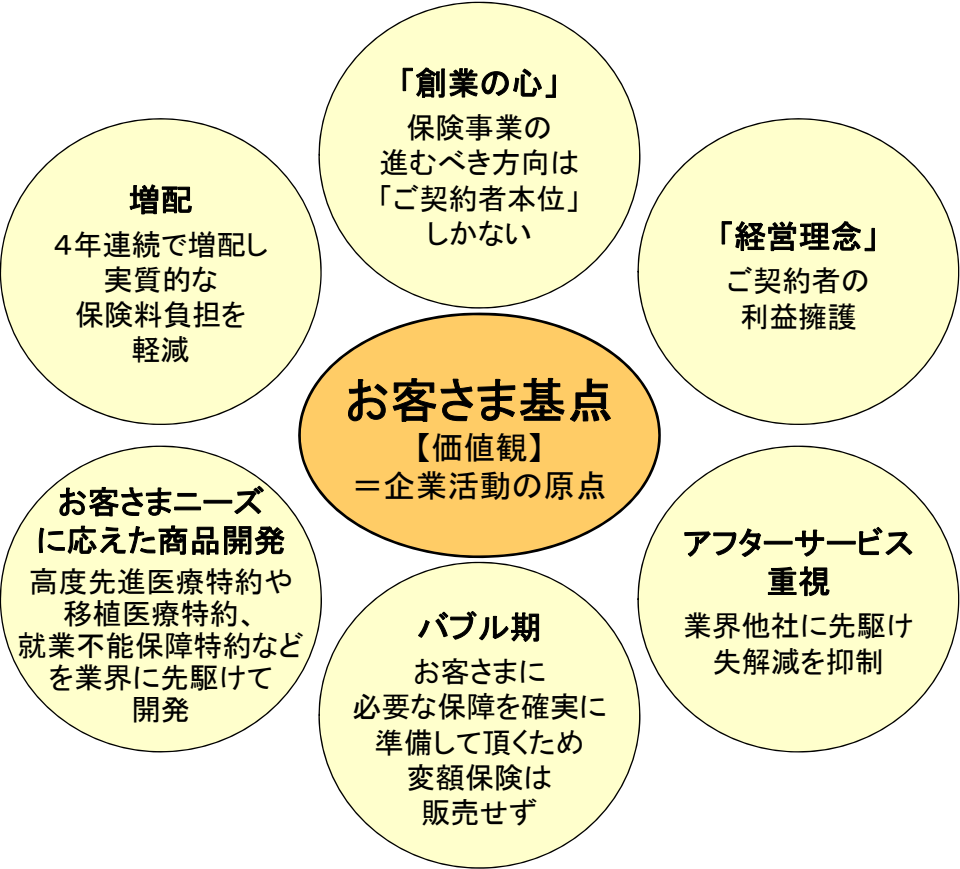 「創業の心」
保険事業の
進むべき方向は
「ご契約者本位」
しかない
増配
４年連続で増配し
実質的な
保険料負担を
軽減
「経営理念」
ご契約者の
利益擁護
お客さま基点
【価値観】
＝企業活動の原点
お客さまニーズ
に応えた商品開発
高度先進医療特約や
移植医療特約、
就業不能保障特約など
を業界に先駆けて
開発
アフターサービス
重視
業界他社に先駆け
失解減を抑制
バブル期
お客さまに
必要な保障を確実に
準備して頂くため
変額保険は
販売せず